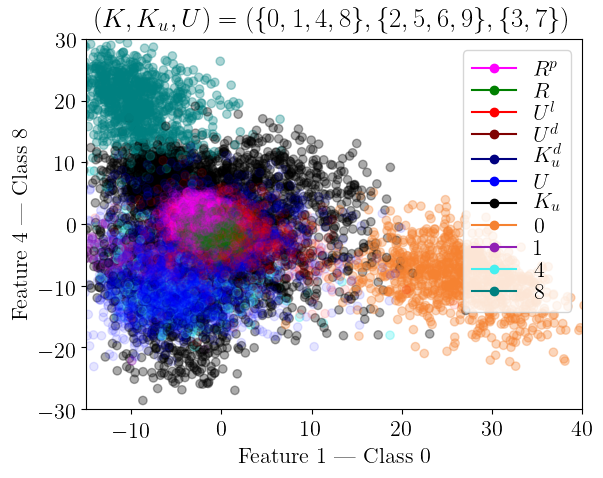 (K, K_u, U) = ({0, 1, 4, 8}, {2, 5, 6, 9}, {3, 7})
30
20
10
0
−10
−20
−30
Feature 4 — Class 8
R^p
R
U^l
U^d
K_u^d
U
K_u
0
1
4
8
−10
0
10
20
30
40
Feature 1 — Class 0